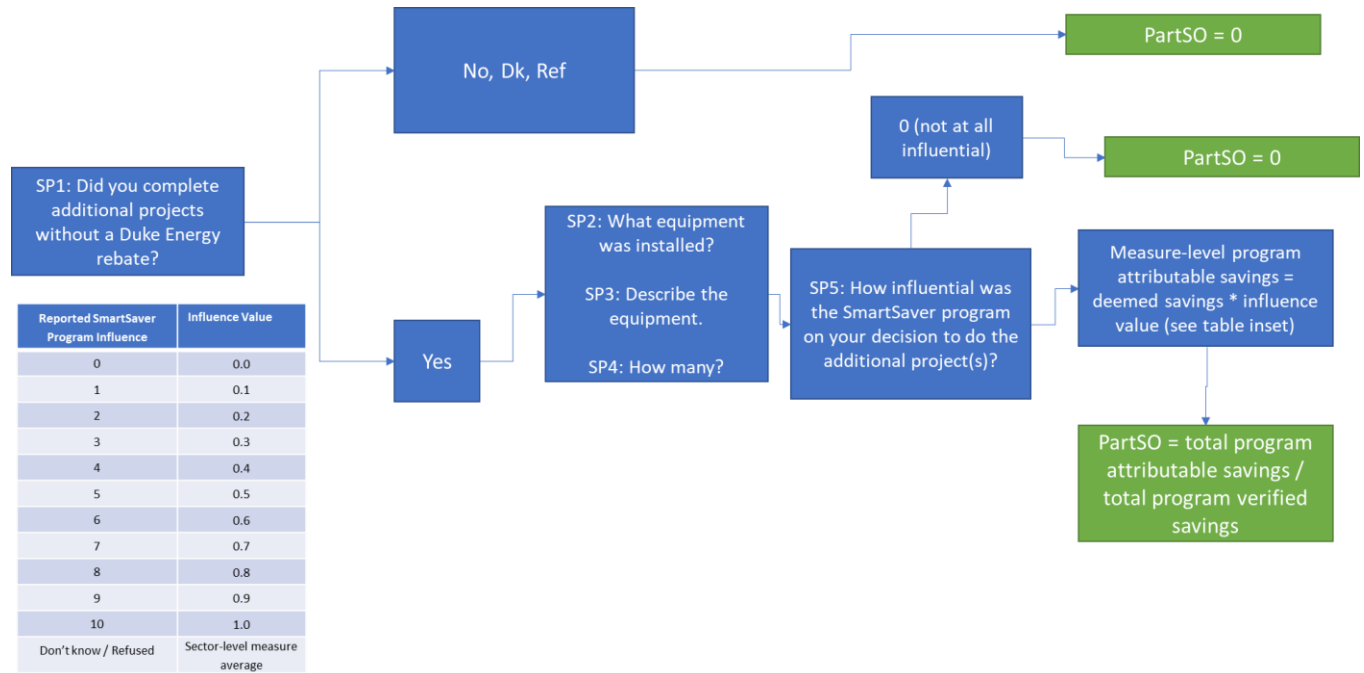 No, Dk, Ref
PartSO = 0
0 (not at all
influential)
PartSO = 0
SP1: Did you complete
additional projects
without a Duke Energy
rebate?
Yes
SP2: What equipment
was installed?
SP3: Describe the
equipment.
SP4: How many?
SP5: How influential was
the SmartSaver program
on your decision to do the
additional project(s)?
Measure-level program
attributable savings =
deemed savings * influence
value (see table inset)
PartSO = total program
attributable savings /
total program verified
savings
Reported SmartSaver
Program Influence
Influence Value
0 0.0
1 0.1
2 0.2
3 0.3
4 0.4
5 0.5
6 0.6
7 0.7
8 0.8
9 0.9
10 1.0
Don't know / Refused
Sector-level measure
average